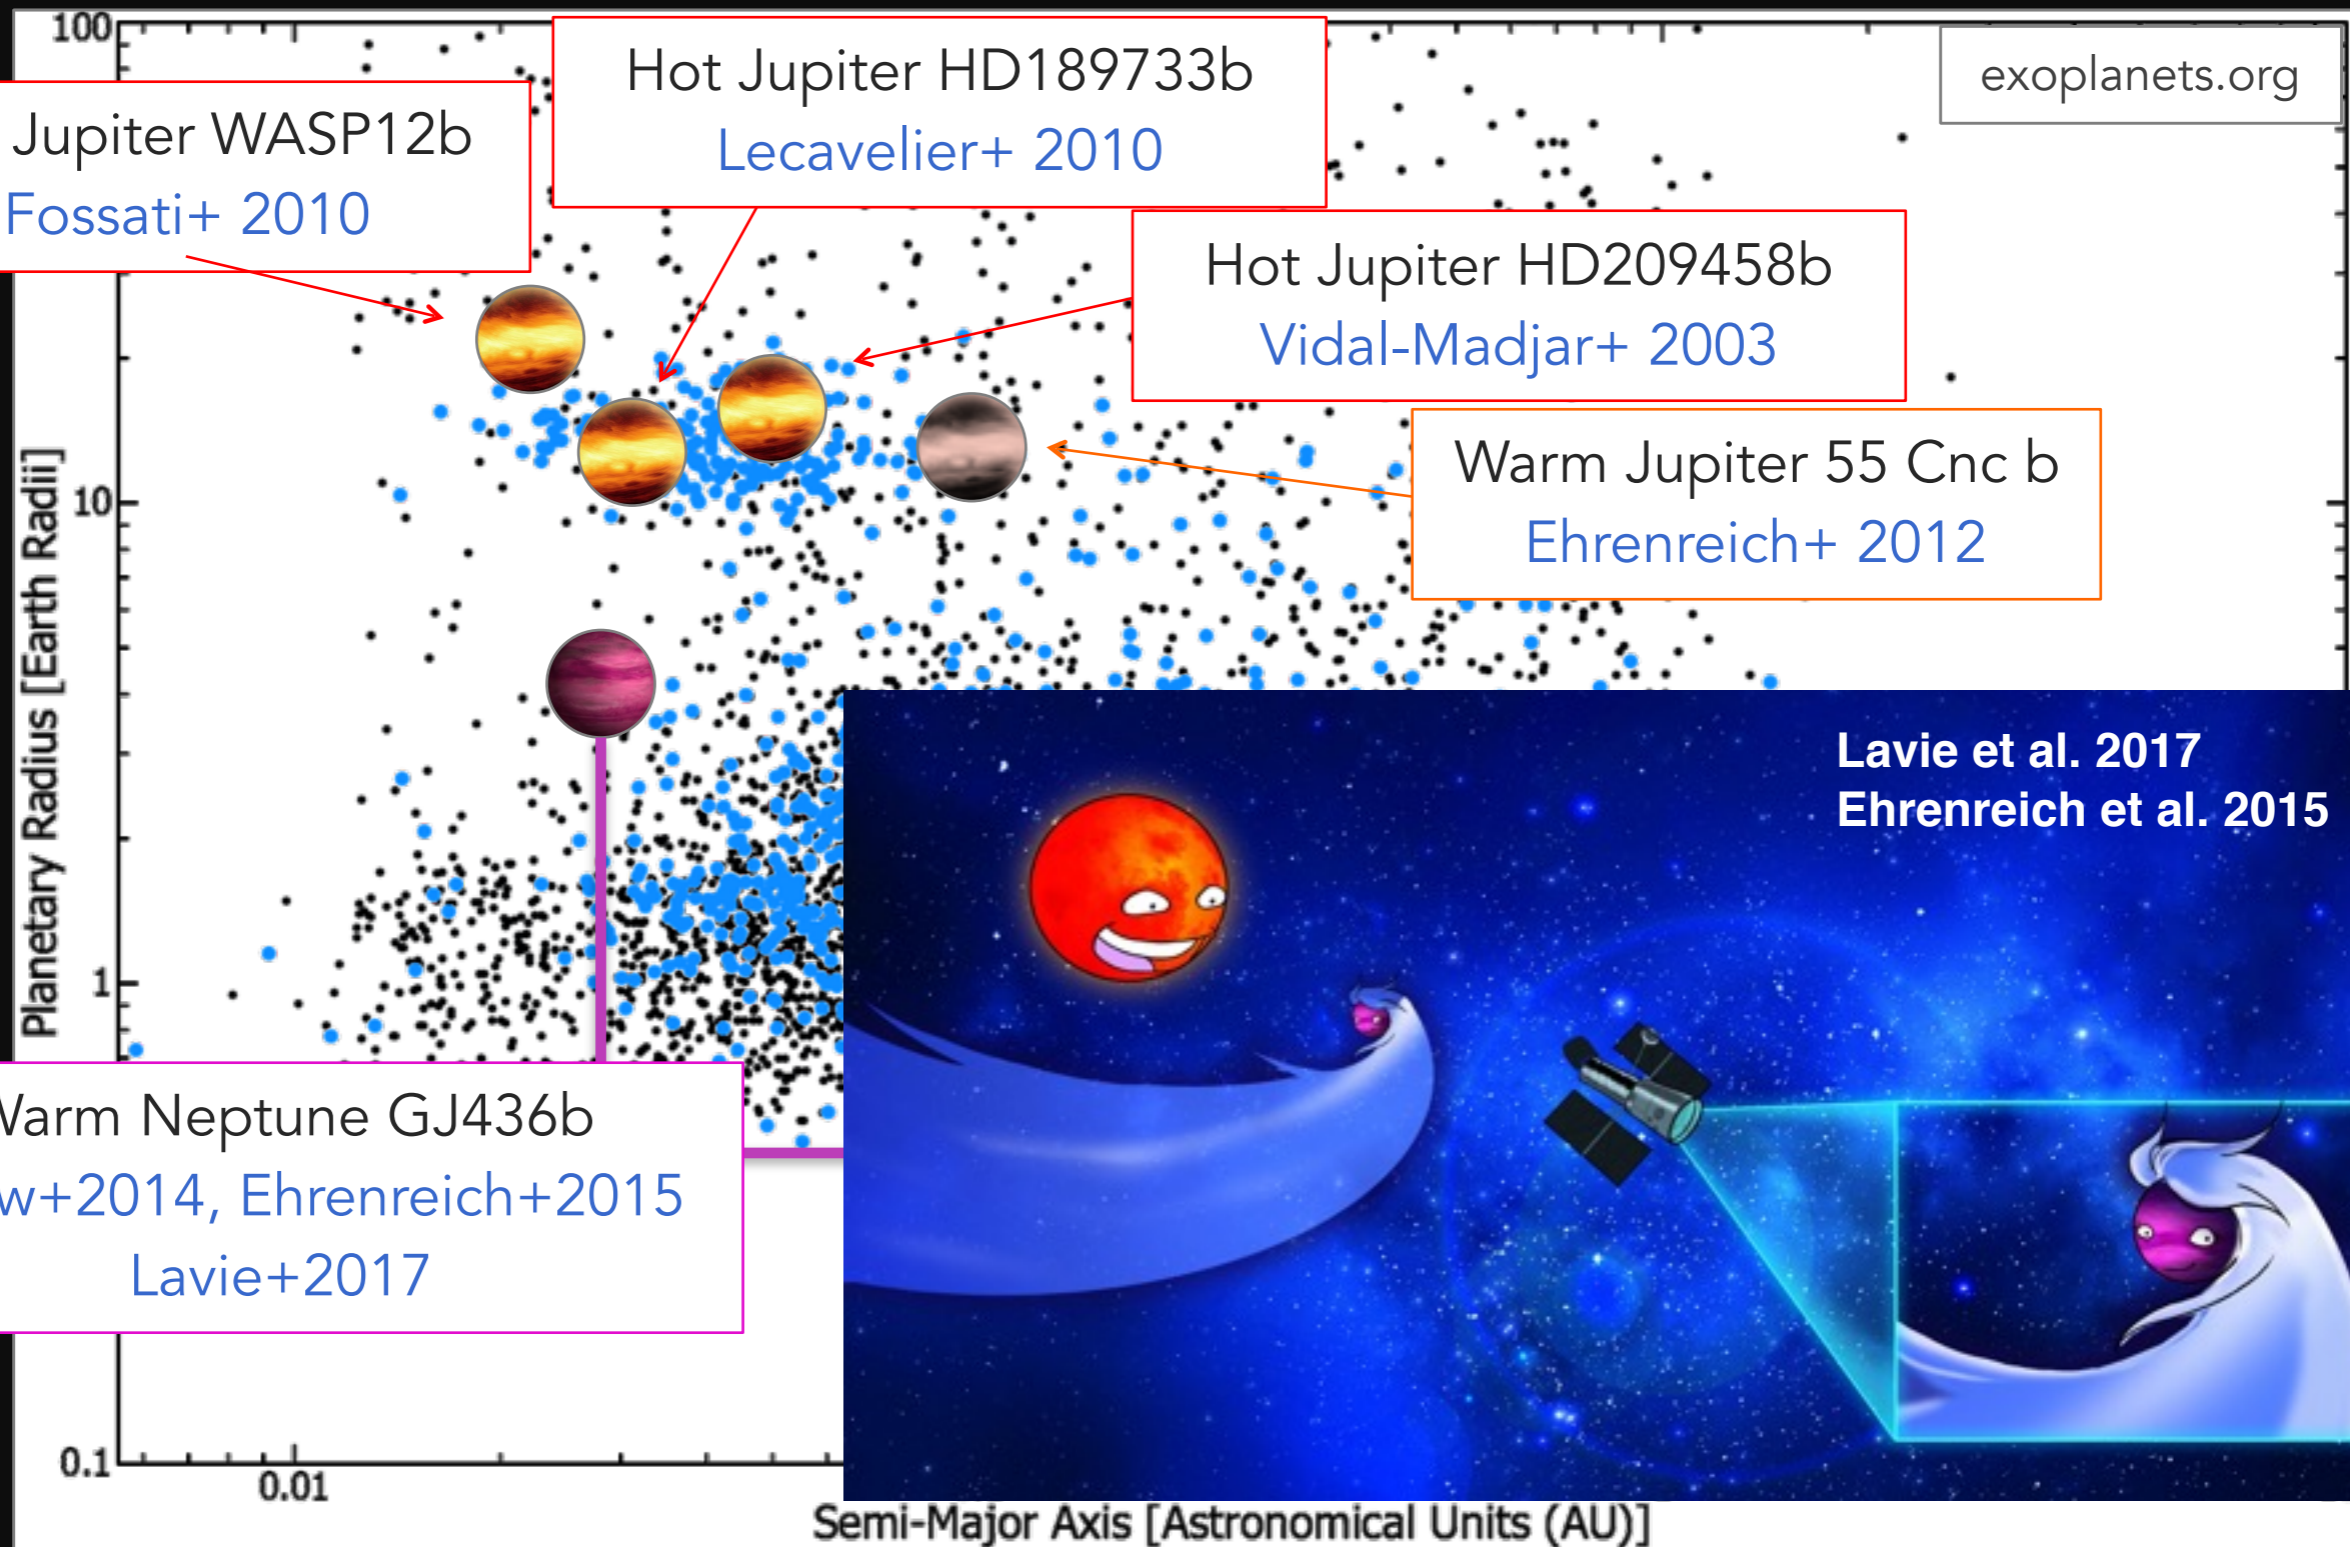 100
Hot Jupiter HD189733b
Lecavelier+ 2010
exoplanets.org
Jupiter WASP12b
Fossati+ 2010
Hot Jupiter HD209458b
Vidal-Madjar+ 2003
Warm Jupiter 55 Cnc b
Ehrenreich+ 2012
Planetary Radius [Earth Radii]
10
1
0.1
Lavie et al. 2017
Ehrenreich et al. 2015
Warm Neptune GJ436b
w+2014, Ehrenreich+2015
Lavie+2017
0.01
Semi-Major Axis [Astronomical Units (AU)]